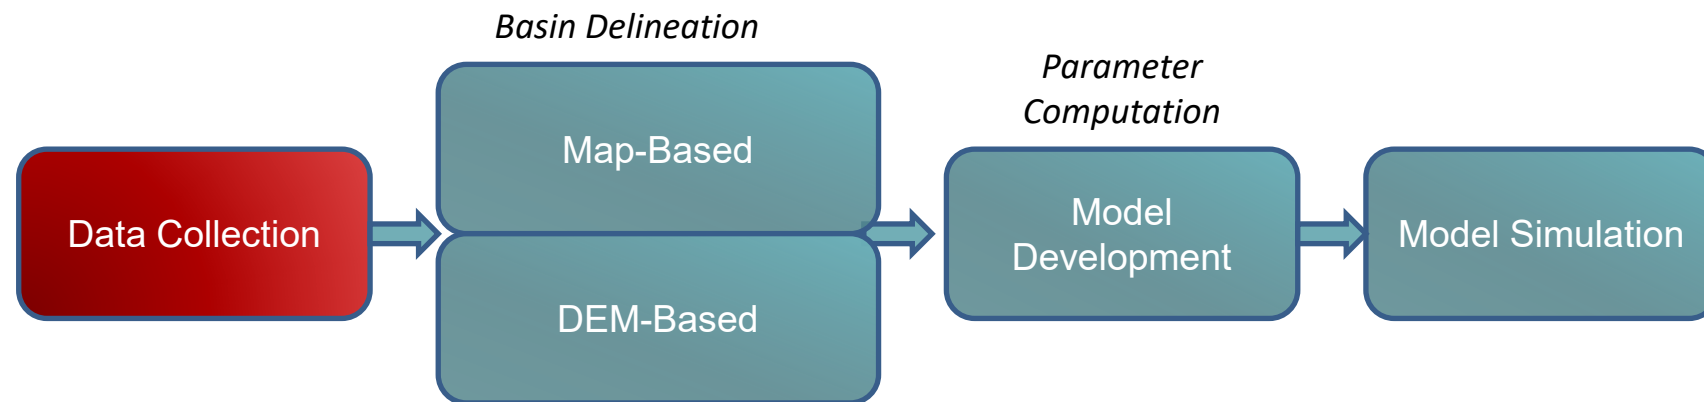 Basin Delineation
Parameter
Computation
Data Collection
Map-Based
DEM-Based
Model
Development
Model Simulation